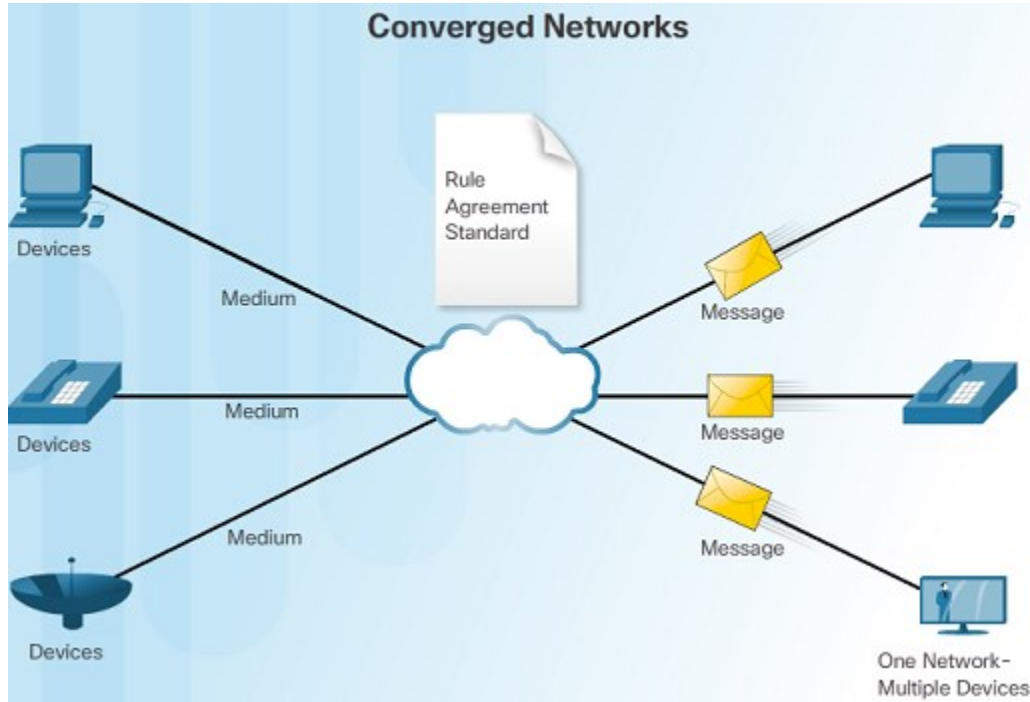 Converged Networks
Rule
Agreement
Standard
Devices
Medium
Message
Devices
Medium
Message
Medium
Message
Devices
One Network-
Multiple Devices